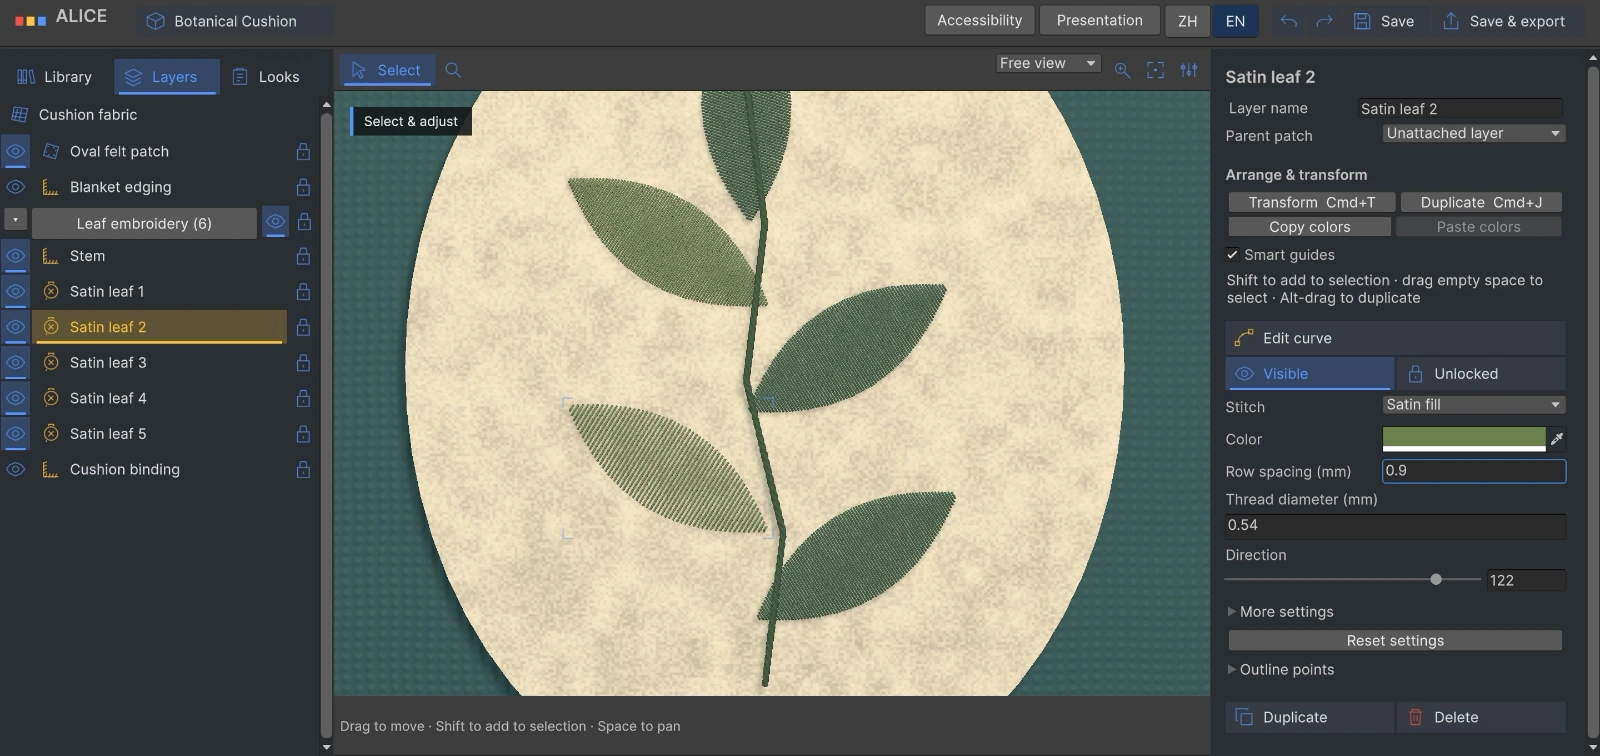 ALICE
Botanical Cushion
Accessibility
Presentation
ZH
EN
Save
Save & export
Library
Layers
Looks
Cushion fabric
Oval felt patch
Blanket edging
Leaf embroidery (6)
Stem
Satin leaf 1
Satin leaf 2
Satin leaf 3
Satin leaf 4
Satin leaf 5
Cushion binding
Select
Free view
Select & adjust
Drag to move · Shift to add to selection · Space to pan
Satin leaf 2
Layer name Satin leaf 2
Parent patch Unattached layer
Arrange & transform
Transform Cmd+T
Duplicate Cmd+J
Copy colors
Paste colors
Smart guides
Shift to add to selection · drag empty space to
select · Alt-drag to duplicate
Edit curve
Visible
Unlocked
Stitch Satin fill
Color
Row spacing (mm) 0.9
Thread diameter (mm)
0.54
Direction
122
More settings
Reset settings
Outline points
Duplicate
Delete